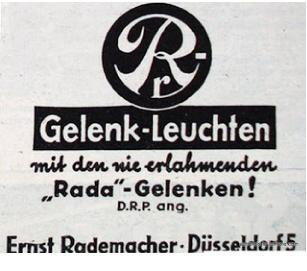 R-r
Gelenk-Leuchten
mit den nie erlahmenden
„Rada"-Gelenken!
D.R.P. ang.
Ernst Rademacher · Düsseldorf 5